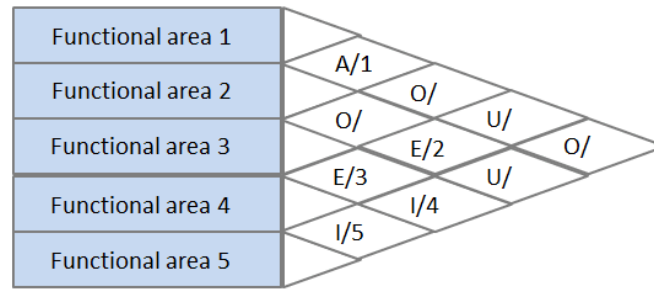 Functional area 1
A/1
Functional area 2
O/
O/
U/
Functional area 3
E/2
O/
E/3
U/
Functional area 4
I/4
I/5
Functional area 5